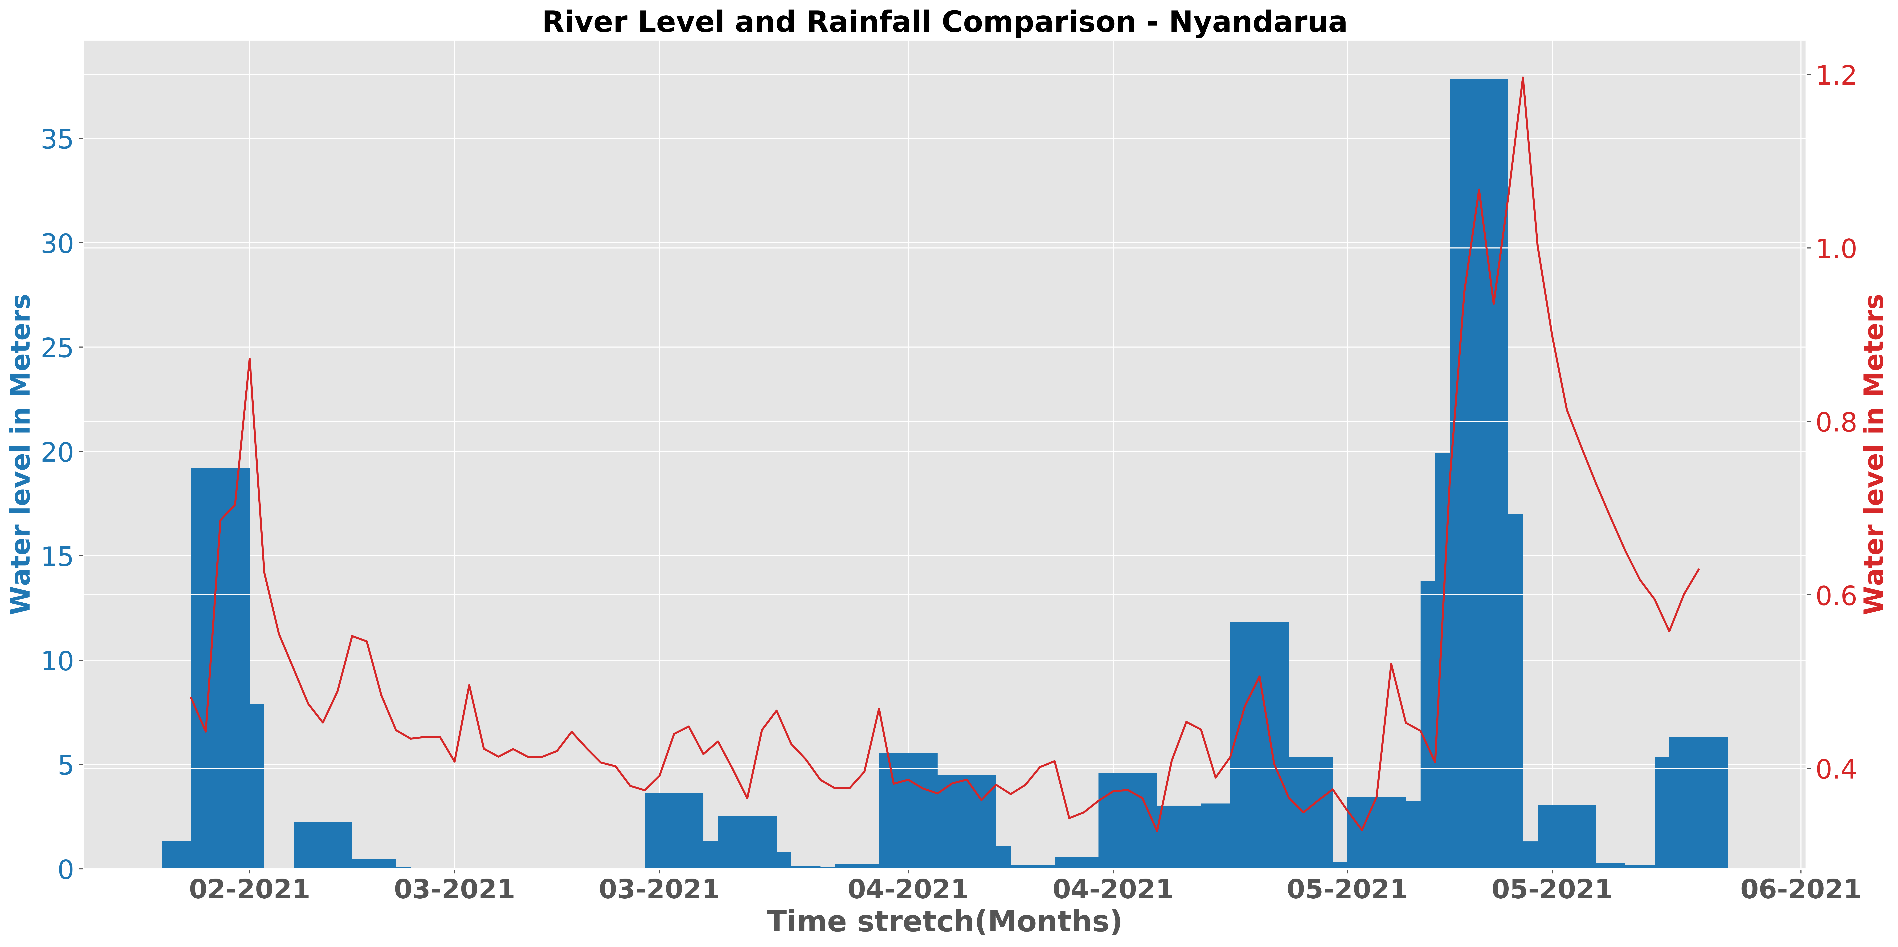 River Level and Rainfall Comparison - Nyandarua
Water level in Meters
35
30
25
20
15
10
5
0
1.2
1.0
0.8
0.6
0.4
Water level in Meters
02-2021 03-2021 03-2021 04-2021 04-2021 05-2021 05-2021 06-2021
Time stretch(Months)